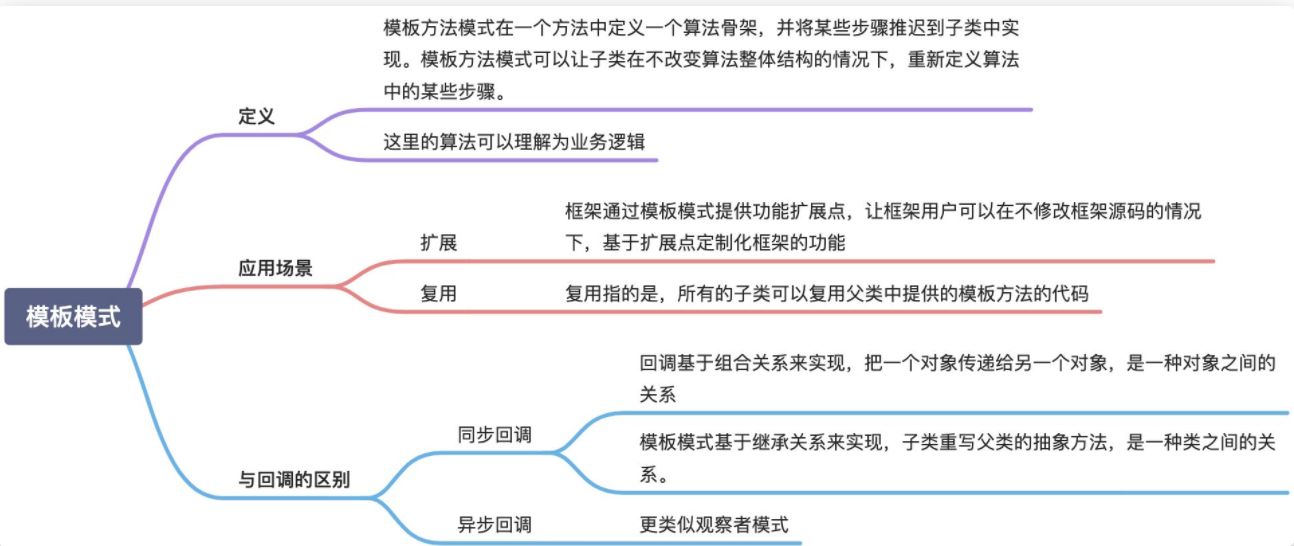 模板方法模式在一个方法中定义一个算法骨架，并将某些步骤推迟到子类中实
现。模板方法模式可以让子类在不改变算法整体结构的情况下，重新定义算法
中的某些步骤。
定义
这里的算法可以理解为业务逻辑
框架通过模板模式提供功能扩展点，让框架用户可以在不修改框架源码的情况
扩展
下，基于扩展点定制化框架的功能
应用场景
复用
复用指的是，所有的子类可以复用父类中提供的模板方法的代码
模板模式
回调基于组合关系来实现，把一个对象传递给另一个对象，是一种对象之间的
关系
同步回调
模板模式基于继承关系来实现，子类重写父类的抽象方法，是一种类之间的关
系。
与回调的区别
异步回调
更类似观察者模式